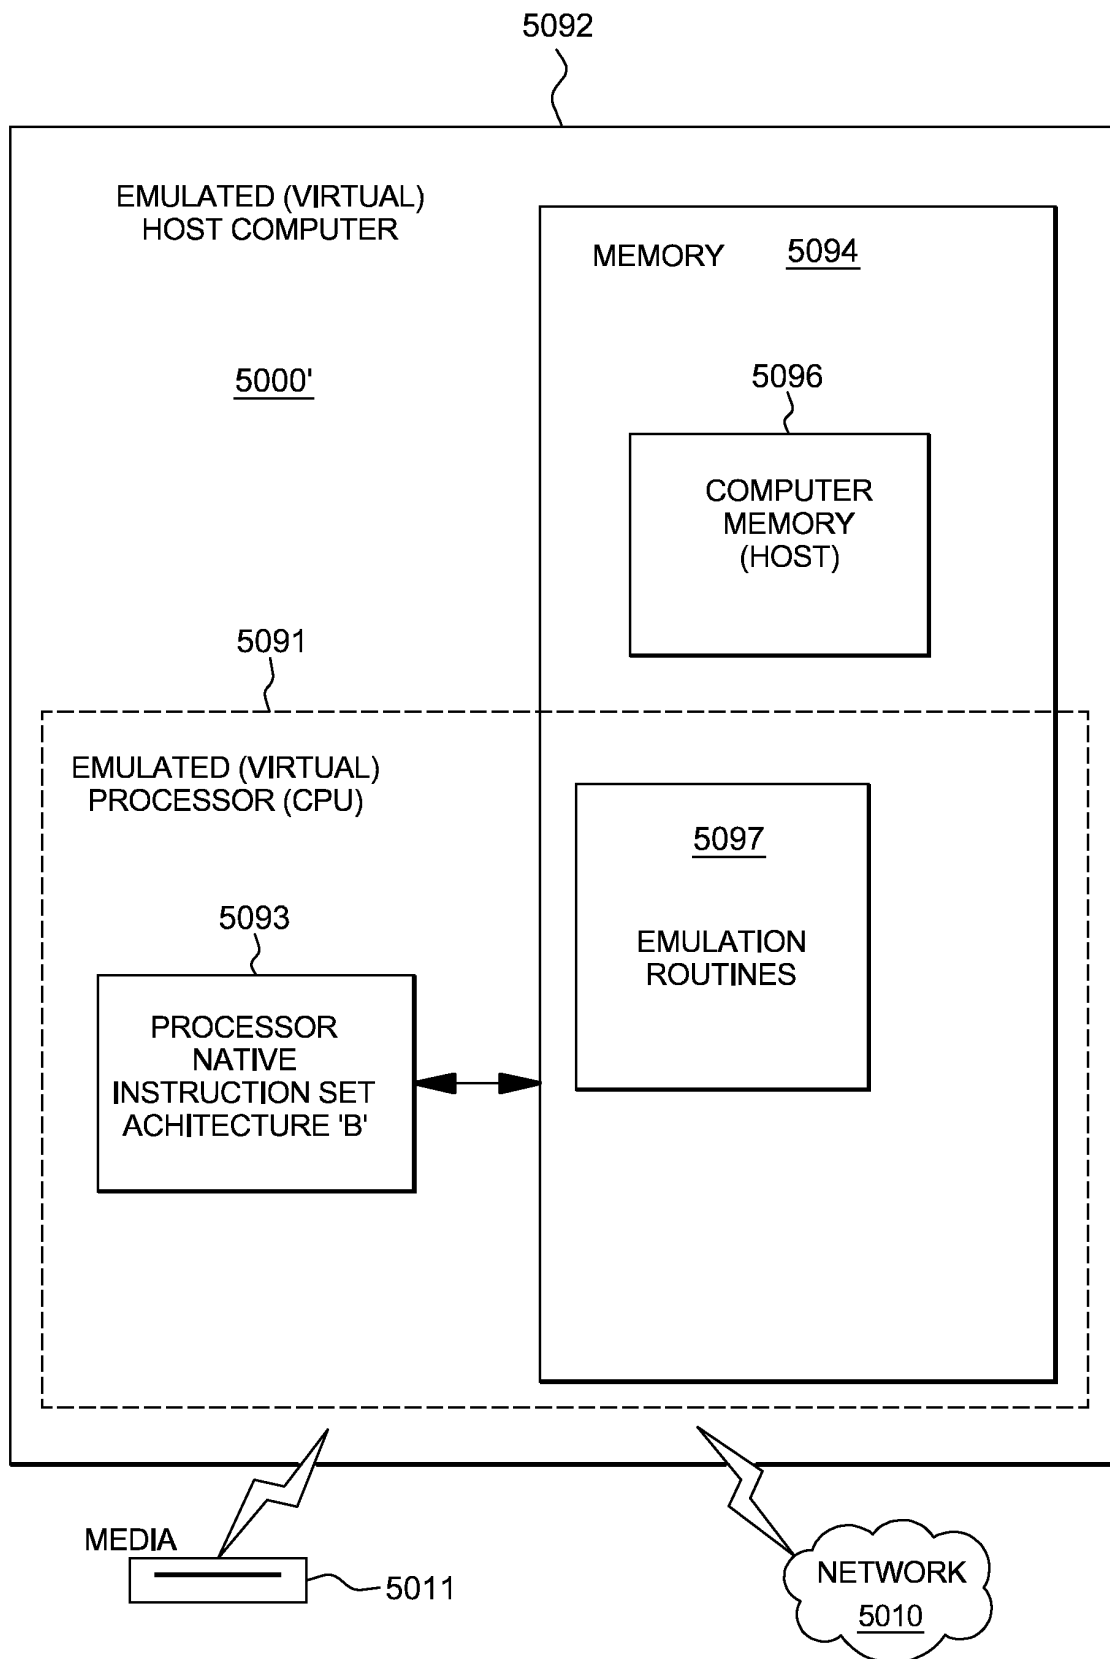 5092
EMULATED (VIRTUAL)
HOST COMPUTER
MEMORY 5094
5000'
5096
COMPUTER
MEMORY
(HOST)
5091
EMULATED (VIRTUAL)
PROCESSOR (CPU)
5097
EMULATION
ROUTINES
5093
PROCESSOR
NATIVE
INSTRUCTION SET
ACHITECTURE 'B'
MEDIA
5011
NETWORK
5010